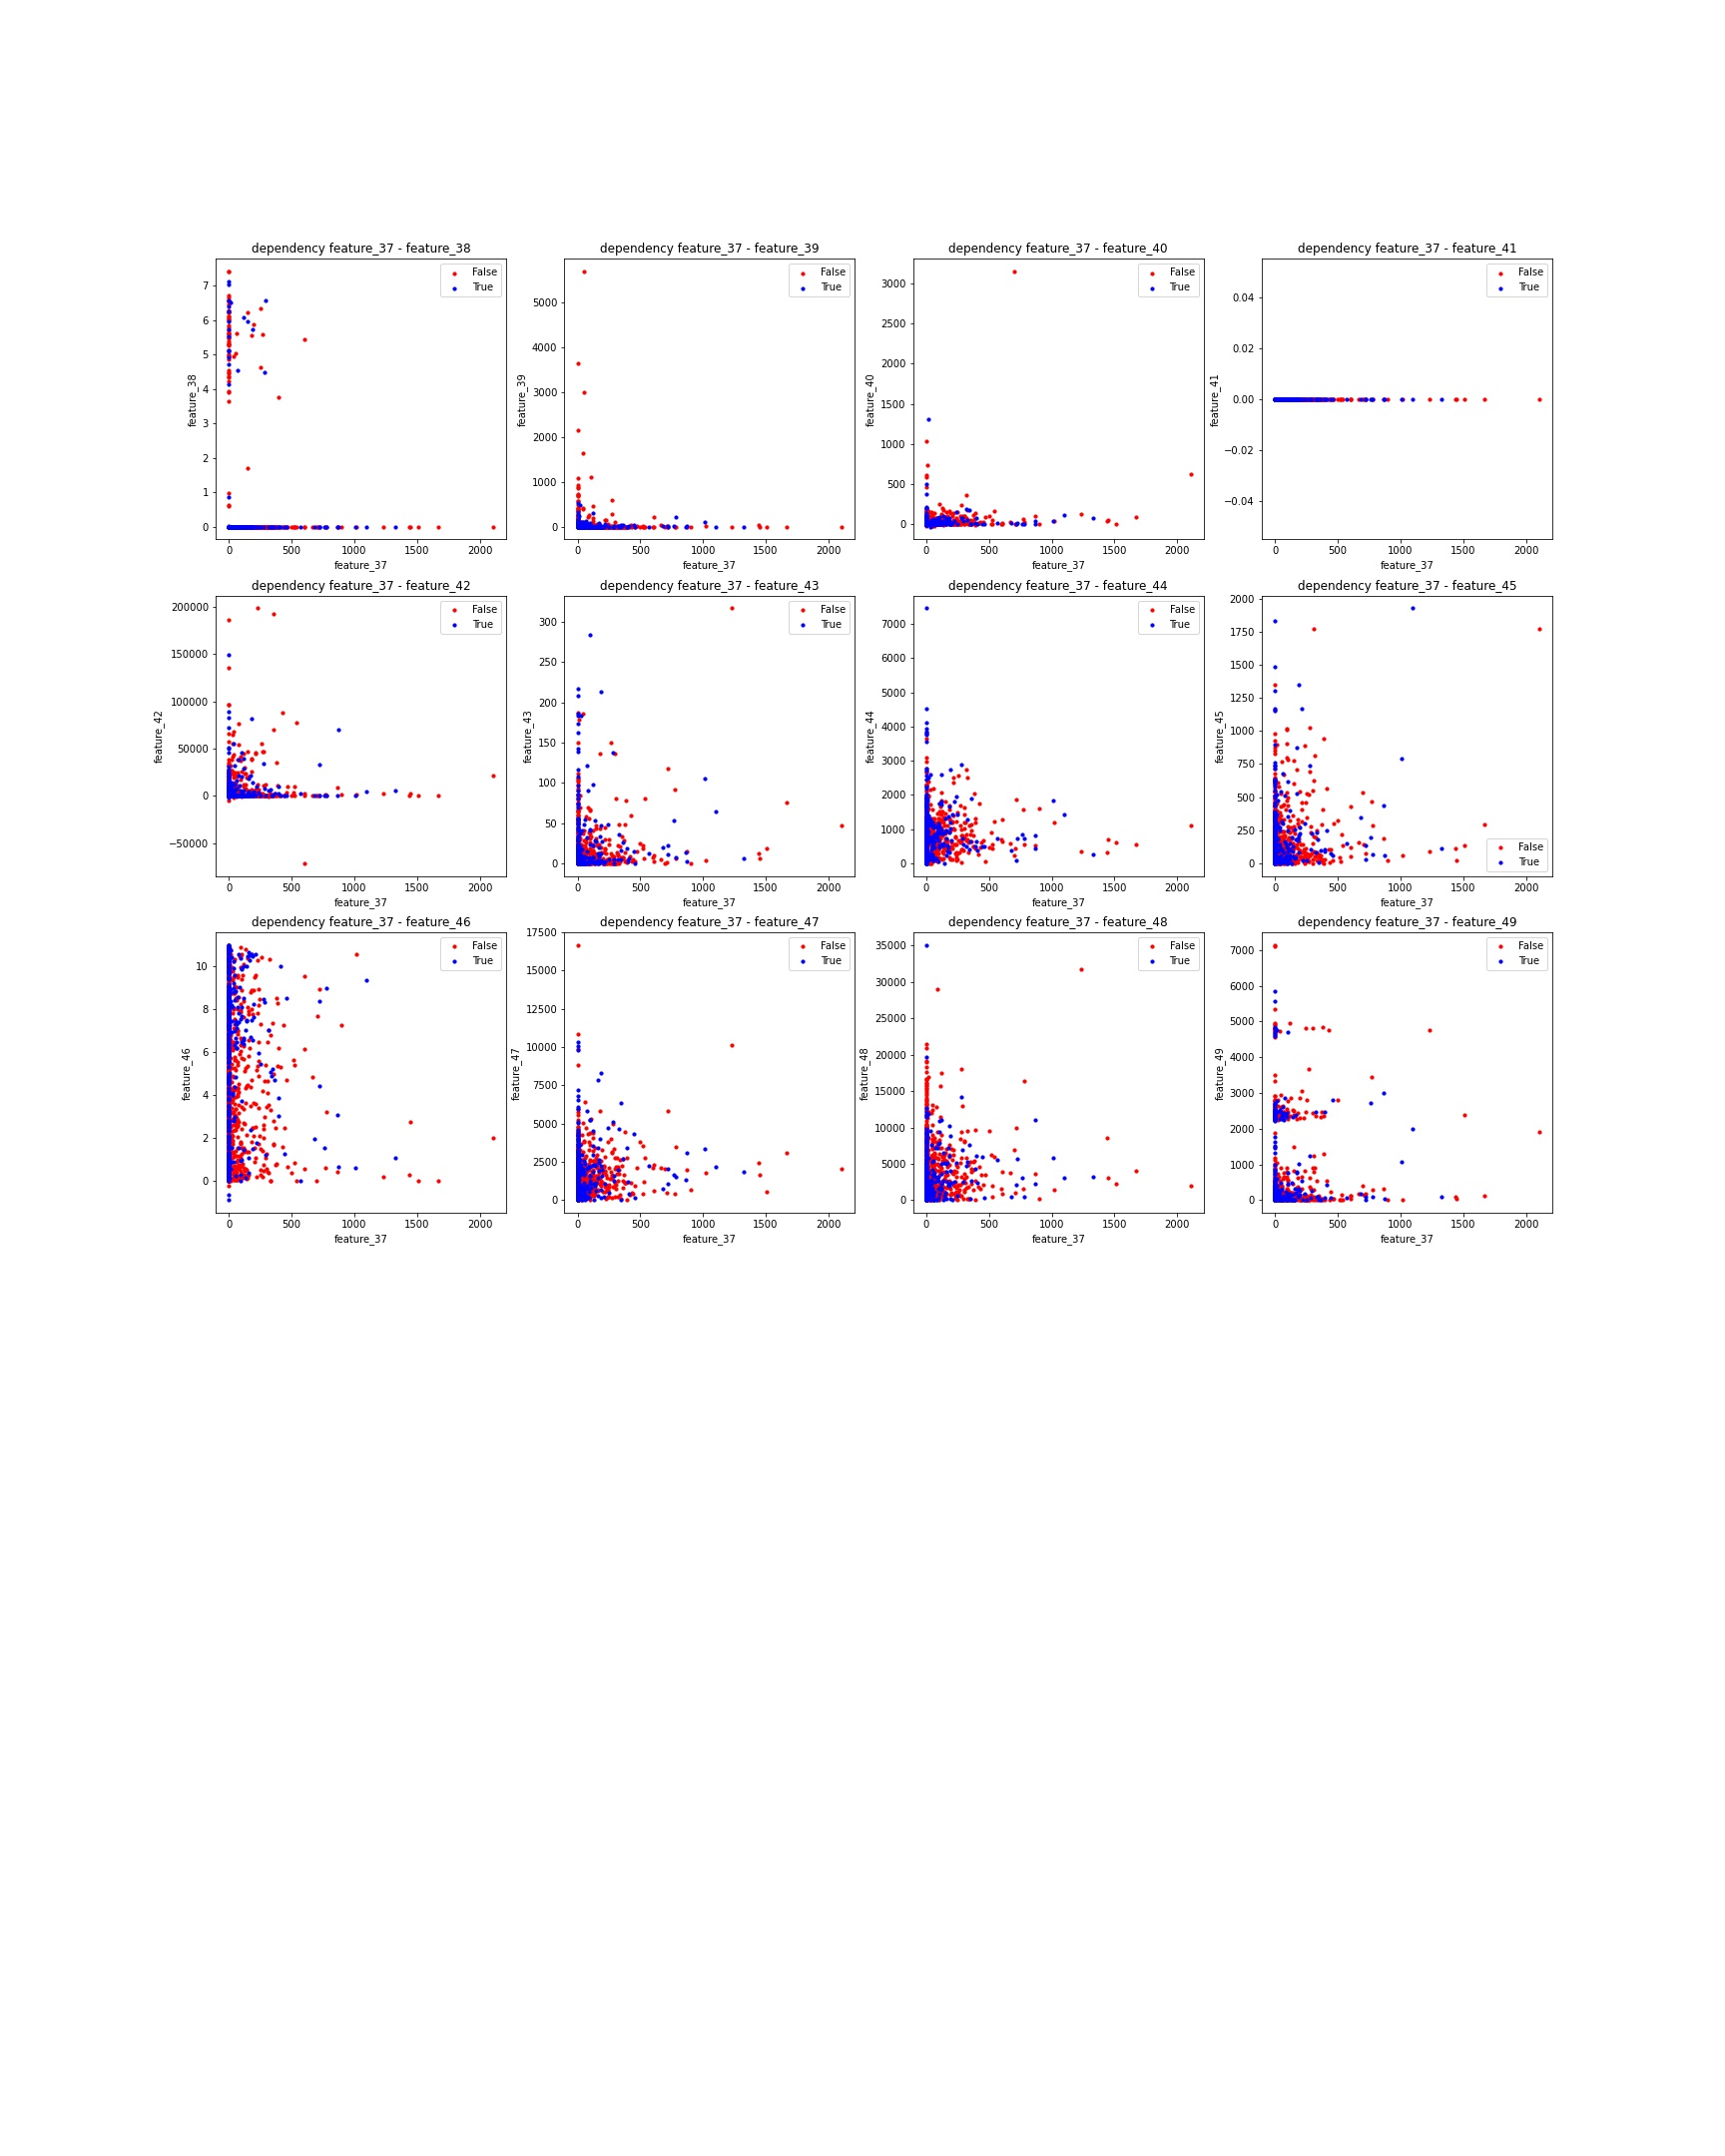 dependency feature_37 - feature_38
False
True
7
6
5
4
3
2
1
0
feature_38
0 500 1000 1500 2000
feature_37
dependency feature_37 - feature_39
False
True
5000
4000
3000
2000
1000
0
feature_39
0 500 1000 1500 2000
feature_37
dependency feature_37 - feature_40
False
True
3000
2500
2000
1500
1000
500
0
feature_40
0 500 1000 1500 2000
feature_37
dependency feature_37 - feature_41
False
True
0.04
0.02
0.00
−0.02
−0.04
feature_41
0 500 1000 1500 2000
feature_37
dependency feature_37 - feature_42
False
True
200000
150000
100000
50000
0
−50000
feature_42
0 500 1000 1500 2000
feature_37
dependency feature_37 - feature_43
False
True
300
250
200
150
100
50
0
feature_43
0 500 1000 1500 2000
feature_37
dependency feature_37 - feature_44
False
True
7000
6000
5000
4000
3000
2000
1000
0
feature_44
0 500 1000 1500 2000
feature_37
dependency feature_37 - feature_45
2000
1750
1500
1250
1000
750
500
250
0
feature_45
False
True
0 500 1000 1500 2000
feature_37
dependency feature_37 - feature_46
False
True
10
8
6
4
2
0
feature_46
0 500 1000 1500 2000
feature_37
dependency feature_37 - feature_47
False
True
17500
15000
12500
10000
7500
5000
2500
0
feature_47
0 500 1000 1500 2000
feature_37
dependency feature_37 - feature_48
False
True
35000
30000
25000
20000
15000
10000
5000
0
feature_48
0 500 1000 1500 2000
feature_37
dependency feature_37 - feature_49
False
True
7000
6000
5000
4000
3000
2000
1000
0
feature_49
0 500 1000 1500 2000
feature_37